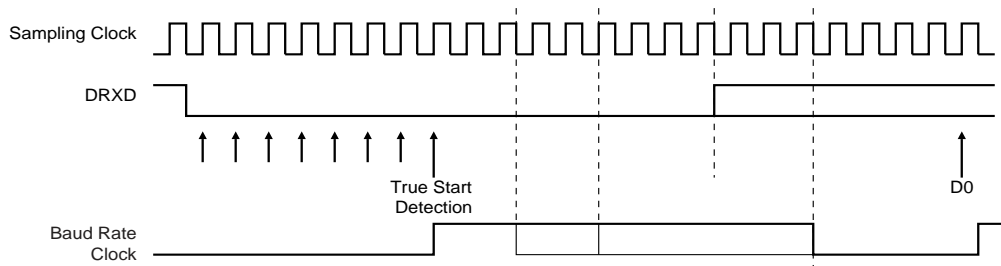 Sampling Clock
DRXD
True Start
Detection
D0
Baud Rate
Clock